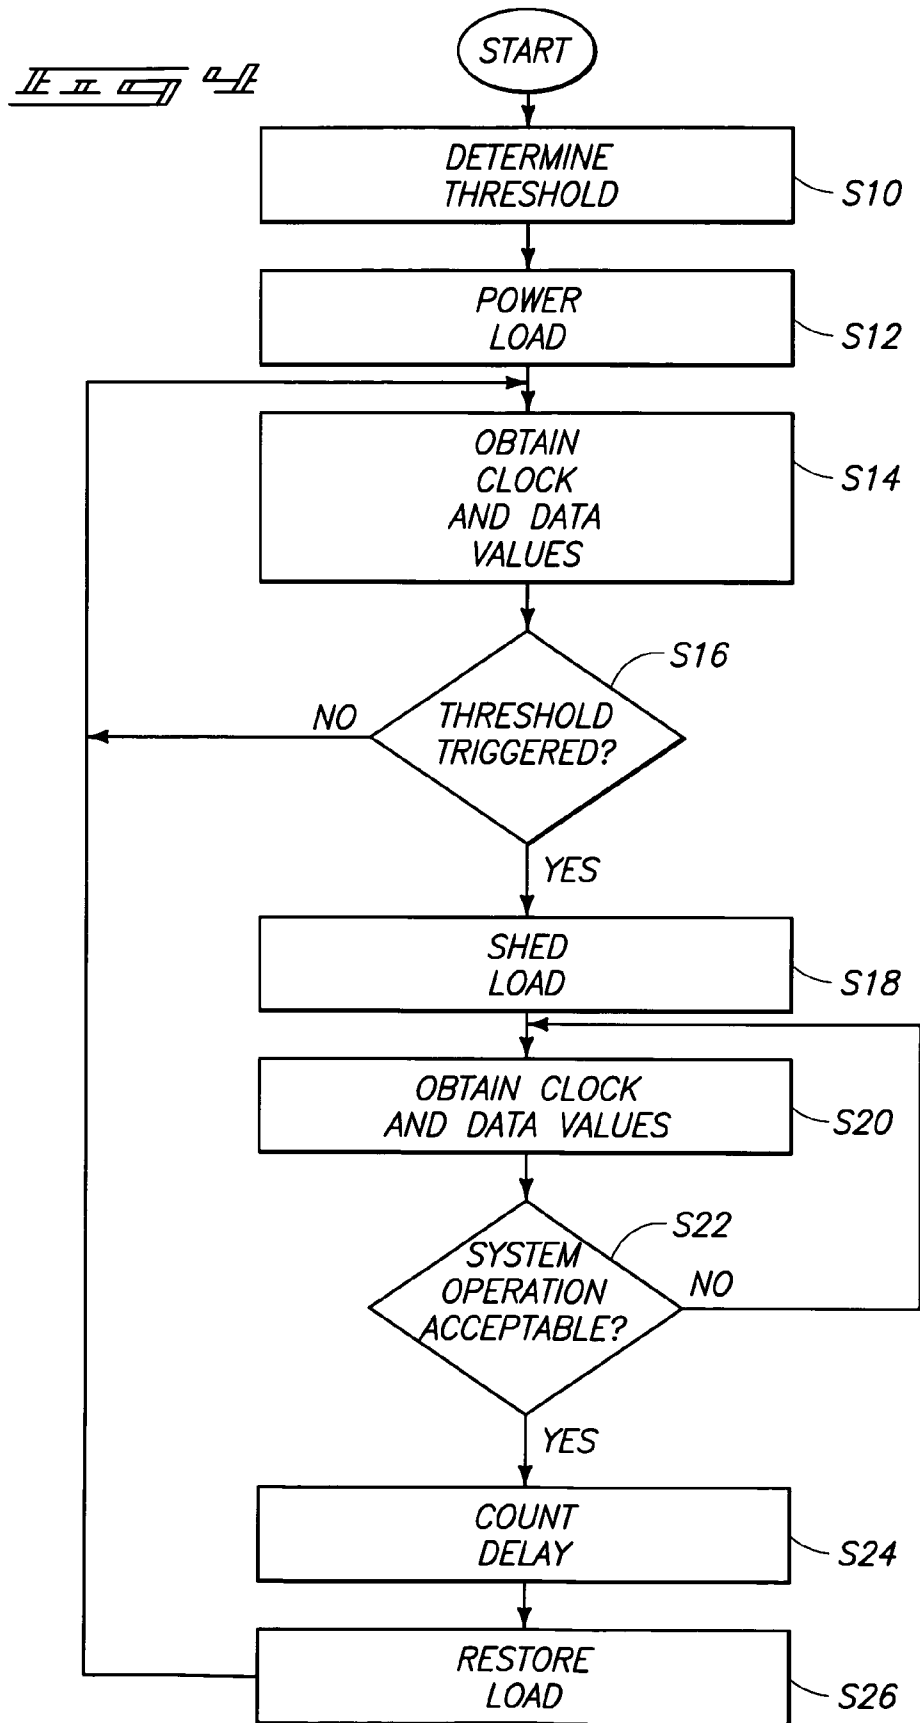 Fig 4
START
DETERMINE
THRESHOLD
S10
POWER
LOAD
S12
OBTAIN
CLOCK
AND DATA
VALUES
S14
S16
NO
THRESHOLD
TRIGGERED?
YES
SHED
LOAD
S18
OBTAIN CLOCK
AND DATA VALUES
S20
S22
SYSTEM
OPERATION
ACCEPTABLE?
NO
YES
COUNT
DELAY
S24
RESTORE
LOAD
S26